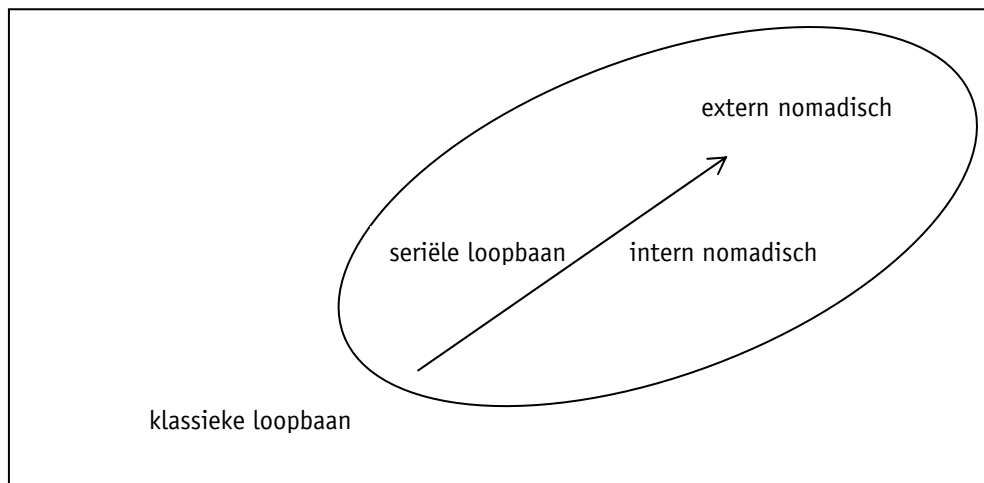 extern nomadisch
seriële loopbaan
intern nomadisch
klassieke loopbaan